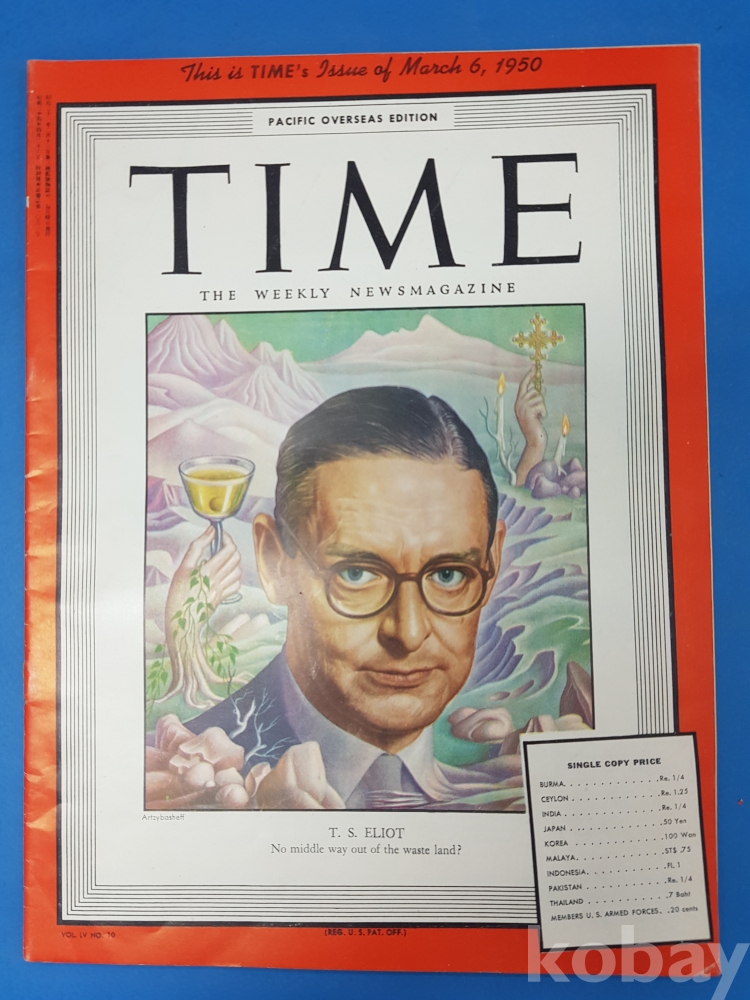 This is TIME's Issue of March 6, 1950
PACIFIC OVERSEAS EDITION
TIME
THE WEEKLY NEWSMAGAZINE
Artzybasheff
T. S. ELIOT
No middle way out of the waste land?
SINGLE COPY PRICE
BURMA. . . . . . . . . . . . .Re. 1/4
CEYLON . . . . . . . . . . . .Re. 1.25
INDIA . . . . . . . . . . . . .Re. 1/4
JAPAN . . . . . . . . . . . . .50 Yen
KOREA . . . . . . . . . . . .100 Won
MALAYA. . . . . . . . . . . .ST$ .75
INDONESIA. . . . . . . . . . .FL 1
PAKISTAN . . . . . . . . . . .Re. 1/4
THAILAND . . . . . . . . . . .7 Baht
MEMBERS U. S. ARMED FORCES. .20 cents
VOL. LV NO. 10
(REG. U. S. PAT. OFF.)
kobay